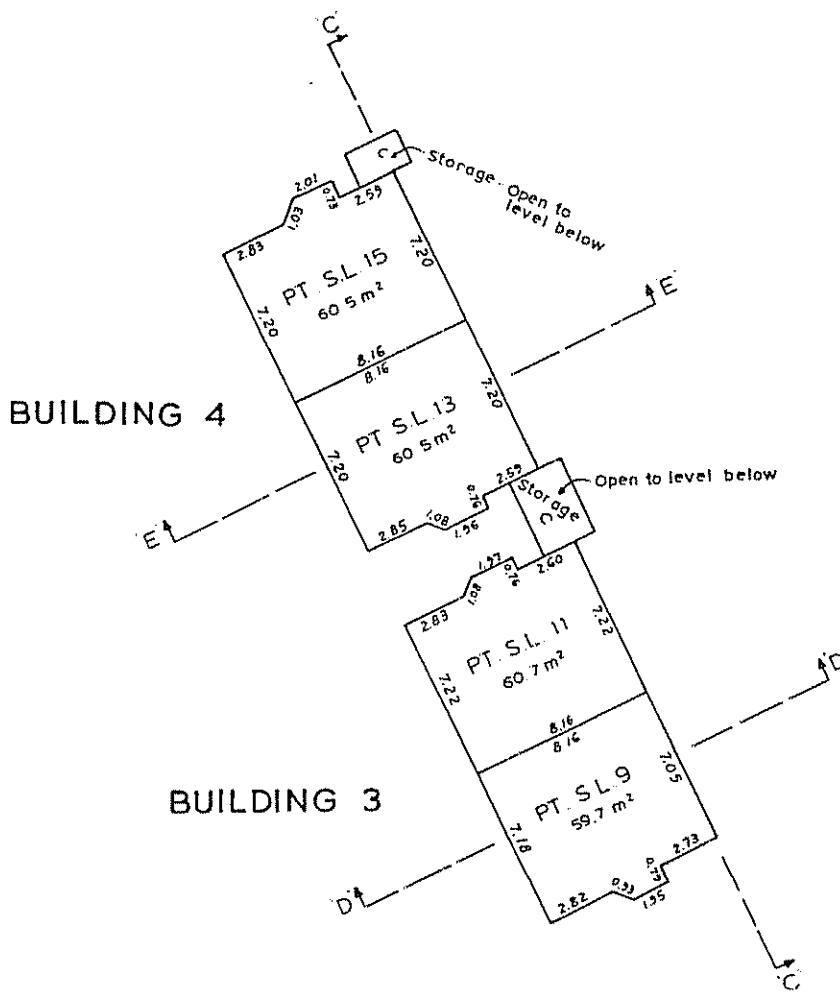 'C'
C
Storage - Open to
level below
2.01
0.73
2.59
1.03
2.83
PT. S.L. 15
60.5 m²
7.20
7.20
'E'
8.16
8.16
BUILDING 4
PT S.L. 13
60.5 m²
7.20
7.20
'E'
2.59
0.76
1.96
1.08
2.85
Storage
C
Open to level below
1.97
0.76
2.60
1.08
2.83
PT. S.L. 11
60.7 m²
7.22
7.22
'D'
8.16
8.16
BUILDING 3
PT. S.L. 9
59.7 m²
7.05
7.18
'D'
2.73
0.79
1.95
0.93
2.82
'C'